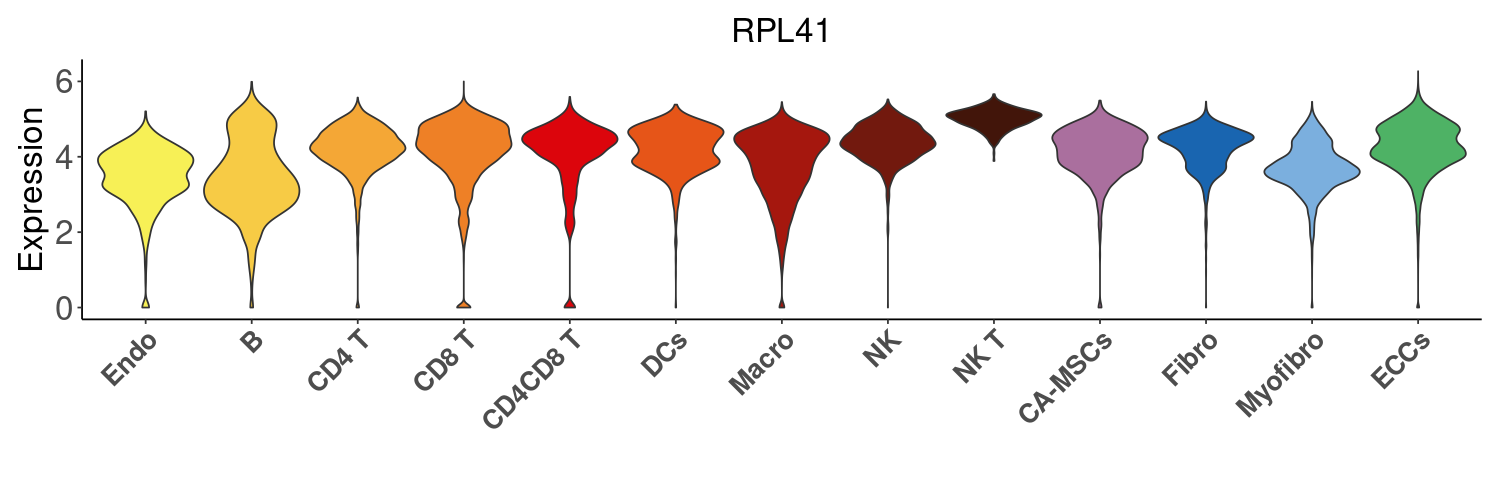 RPL41
Expression
6
4
2
0
Endo
B
CD4 T
CD8 T
CD4CD8 T
DCs
Macro
NK
NK T
CA-MSCs
Fibro
Myofibro
ECCs